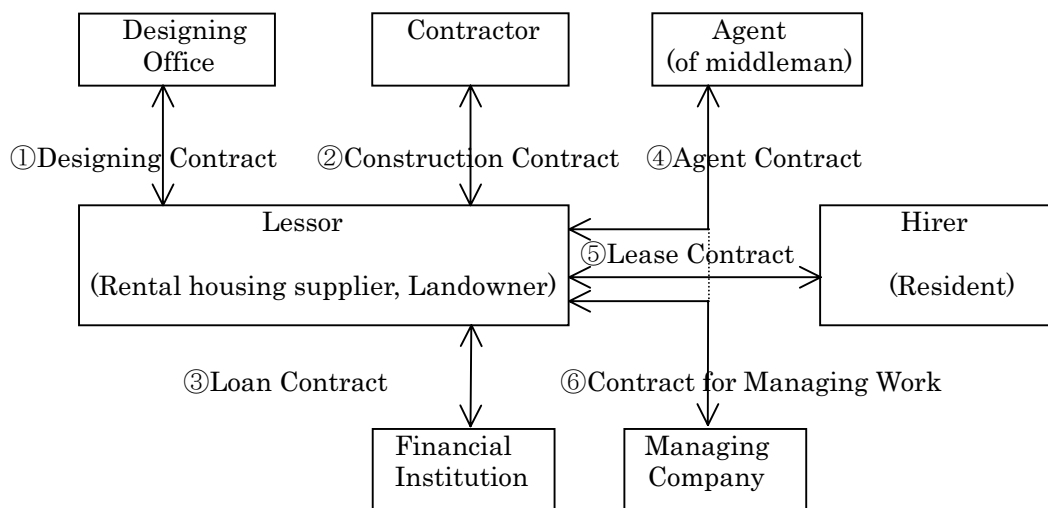 Designing
Office
Contractor
Agent
(of middleman)
①Designing Contract
②Construction Contract
④Agent Contract
Lessor
(Rental housing supplier, Landowner)
⑤Lease Contract
Hirer
(Resident)
③Loan Contract
⑥Contract for Managing Work
Financial
Institution
Managing
Company